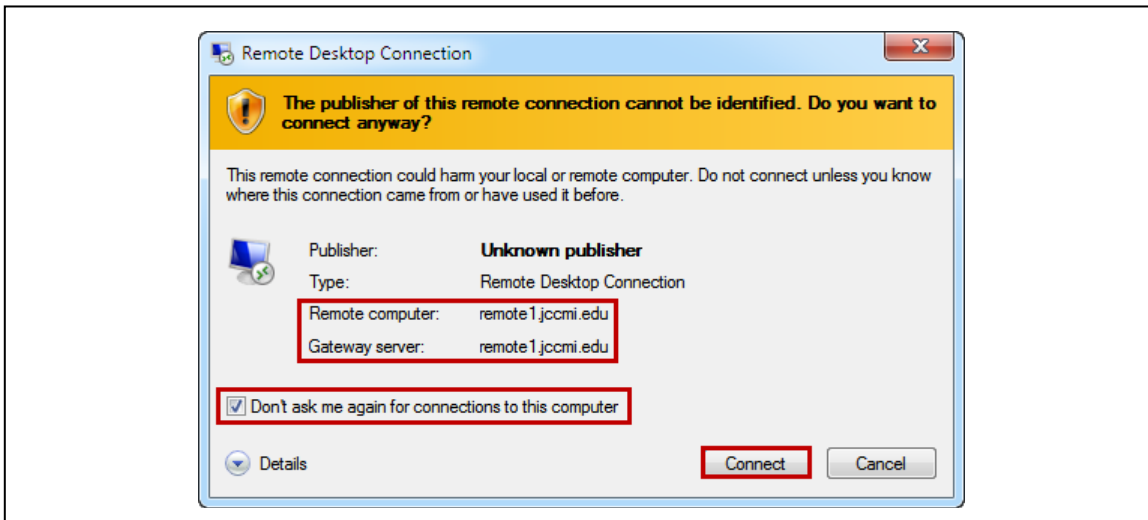 Remote Desktop Connection
The publisher of this remote connection cannot be identified. Do you want to
connect anyway?
This remote connection could harm your local or remote computer. Do not connect unless you know
where this connection came from or have used it before.
Publisher: Unknown publisher
Type: Remote Desktop Connection
Remote computer: remote1.jccmi.edu
Gateway server: remote1.jccmi.edu
Don't ask me again for connections to this computer
Details Connect Cancel